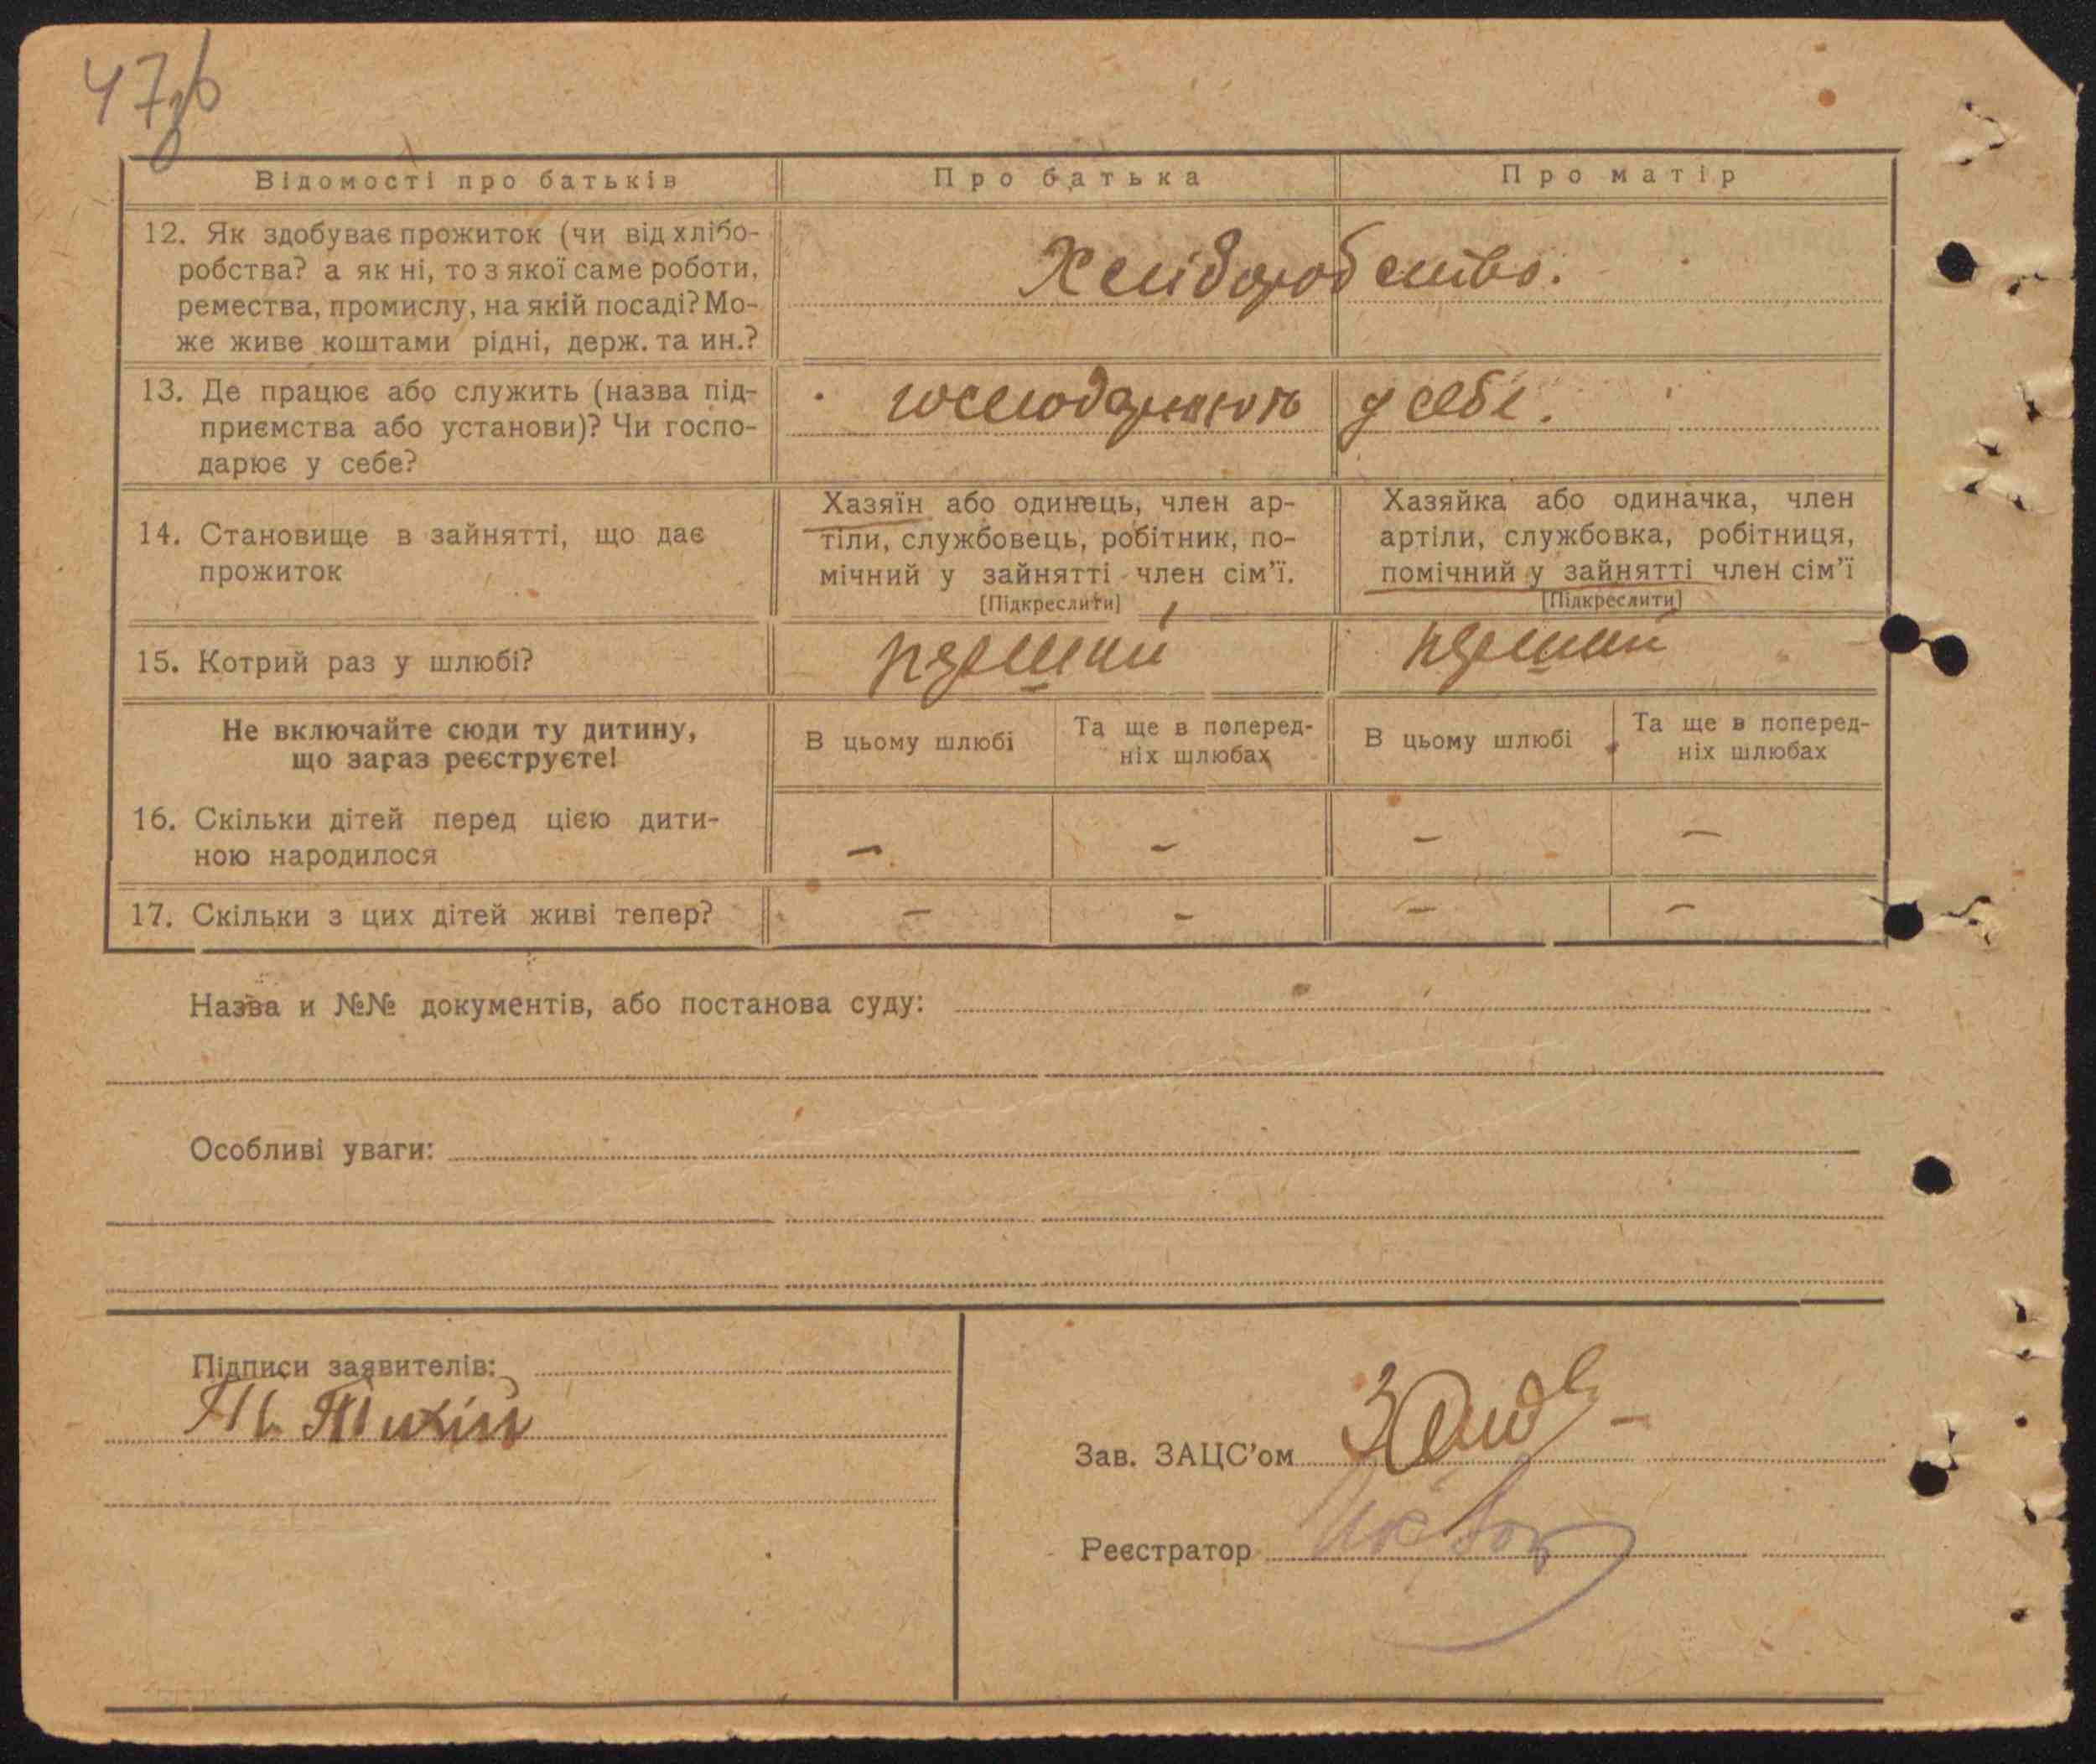 47
Відомості про батьків
Про батька
Про матір
12. Як здобуває прожиток (чи від хлібо-
робства? а як ні, то з якої саме роботи,
ремества, промислу, на якій посаді? Мо-
же живе коштами рідні, держ. та ин.?
Хліборобство.
13. Де працює або служить (назва під-
приємства або установи)? Чи госпо-
дарює у себе?
господарюють у себе.
14. Становище в зайнятті, що дає
прожиток
Хазяїн або одинець, член ар-
тіли, службовець, робітник, по-
мічний у зайнятті член сім'ї.
[Підкреслити]
Хазяйка або одиначка, член
артіли, службовка, робітниця,
помічний у зайнятті член сім'ї
[Підкреслити]
15. Котрий раз у шлюбі?
перший
перший
Не включайте сюди ту дитину,
що зараз реєструєте!
В цьому шлюбі
Та ще в поперед-
ніх шлюбах
В цьому шлюбі
Та ще в поперед-
ніх шлюбах
16. Скільки дітей перед цією дити-
ною народилося
– – – –
17. Скільки з цих дітей живі тепер?
– – – –
Назва и №№ документів, або постанова суду:
Особливі уваги:
Підписи заявителів:
Тихій
Зав. ЗАЦС'ом
Реєстратор